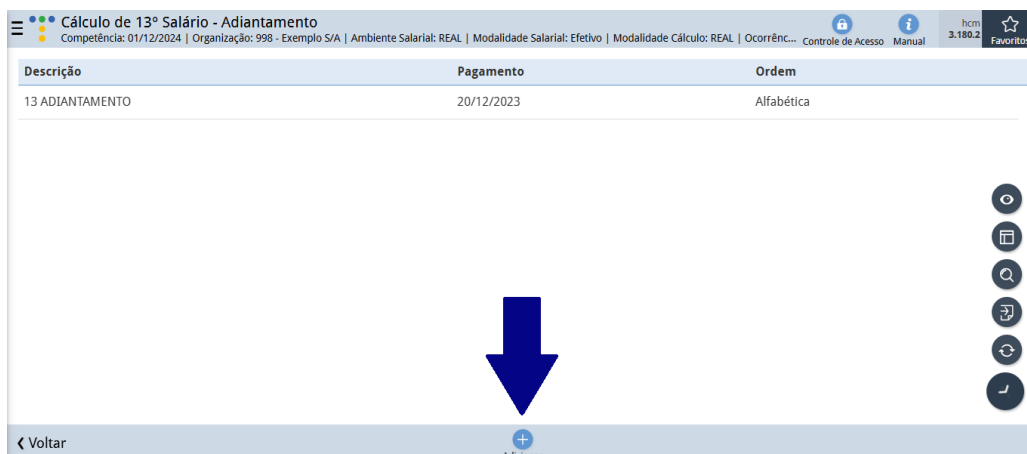 Cálculo de 13º Salário - Adiantamento
Competência: 01/12/2024 | Organização: 998 - Exemplo S/A | Ambiente Salarial: REAL | Modalidade Salarial: Efetivo | Modalidade Cálculo: REAL | Ocorrênc...
Controle de Acesso
Manual
hcm
3.180.2
Favoritos
Descrição Pagamento Ordem
13 ADIANTAMENTO 20/12/2023 Alfabética
Voltar